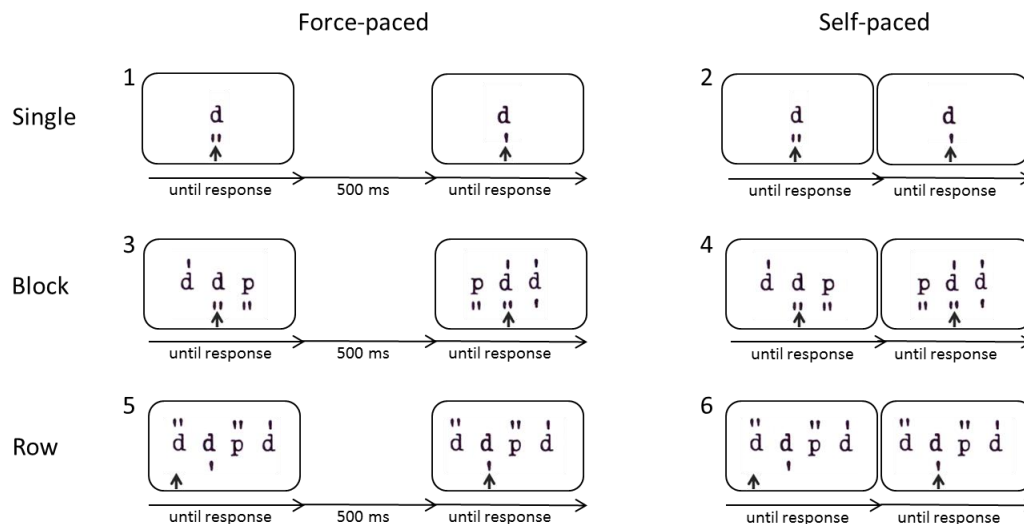 Force-paced Self-paced
1 2
Single d d d d
" ' " '
until response 500 ms until response until response until response
3 4
' ' ' ' ' '
Block d d p p d d d d p p d d
" " " " ' " " " " '
until response 500 ms until response until response until response
5 6
" " ' " " ' " " ' " " '
Row d d p d d d p d d d p d d d p d
' ' ' '
until response 500 ms until response until response until response